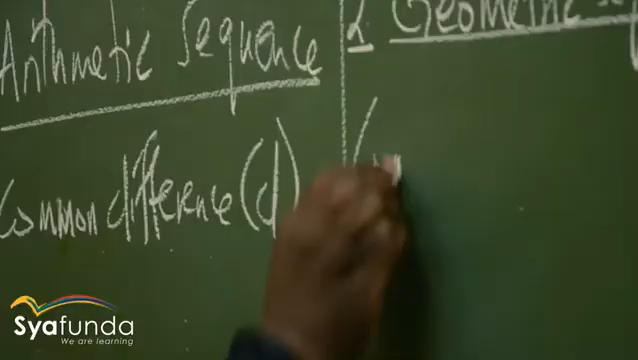 Arithmetic Sequence
2. Geometric
Common difference (d)
Syafunda
We are learning